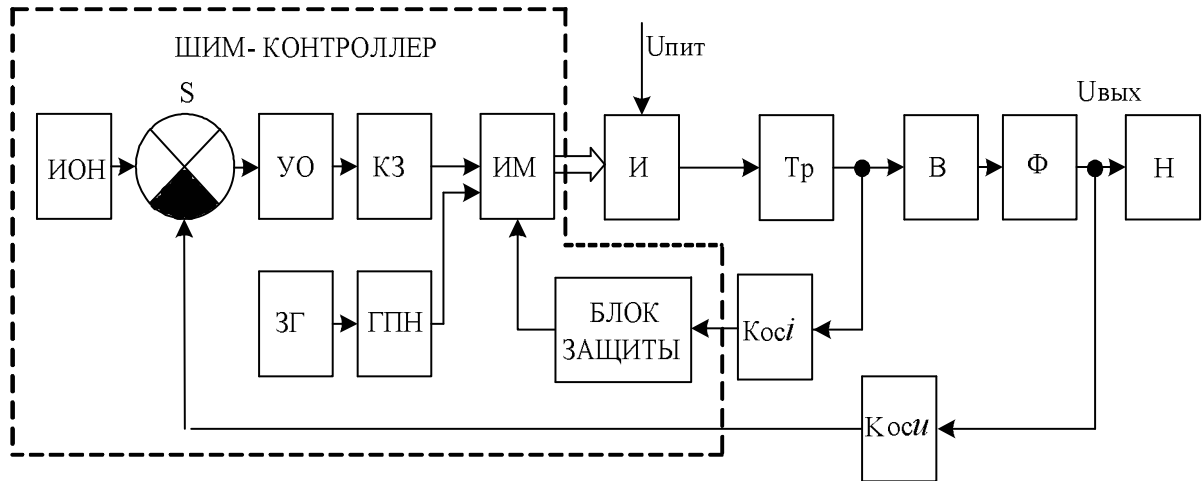 ШИМ- КОНТРОЛЛЕР
Uпит
S
Uвых
ИОН
УО
КЗ
ИМ
И
Тр
В
Ф
Н
ЗГ
ГПН
БЛОК
ЗАЩИТЫ
Косi
Косu